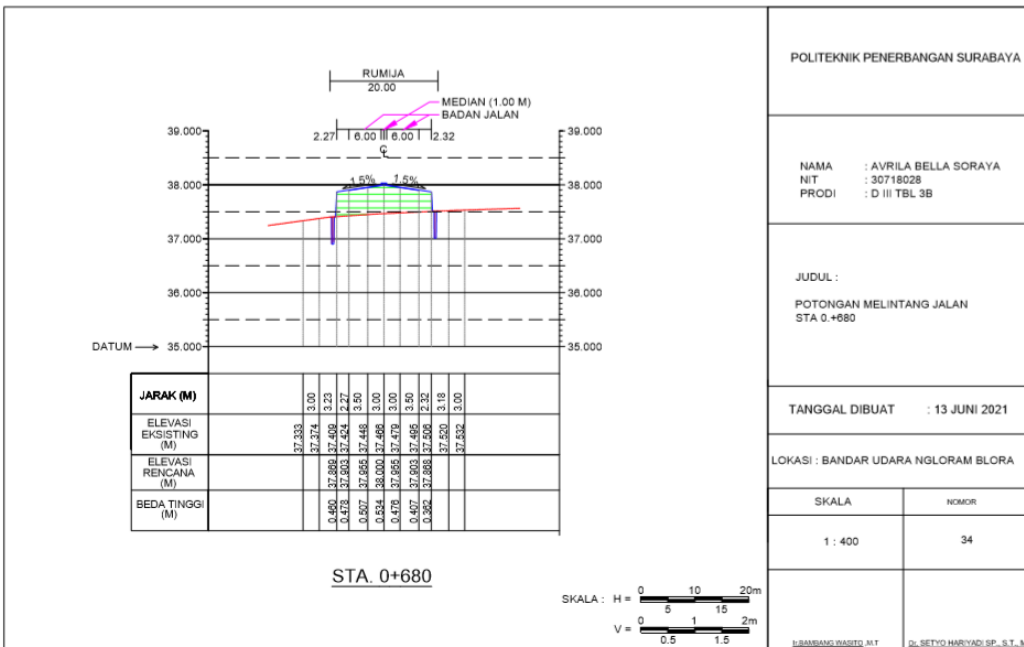 RUMIJA
20.00
MEDIAN (1.00 M)
BADAN JALAN
2.27 6.00 6.00 2.32
39.000 39.000
38.000 38.000
1.5% 1.5%
37.000 37.000
36.000 36.000
DATUM 35.000 35.000
JARAK (M) 3.00 3.23 2.27 3.50 3.00 3.00 3.50 2.32 3.18 3.00
ELEVASI EKSISTING (M) 37.333 37.374 37.409 37.424 37.448 37.466 37.479 37.495 37.506 37.520 37.532
ELEVASI RENCANA (M) 37.869 37.903 37.955 38.000 37.955 37.903 37.868
BEDA TINGGI (M) 0.460 0.478 0.507 0.534 0.476 0.407 0.362
STA. 0+680
SKALA : H = 0 5 10 15 20m
V = 0 0.5 1 1.5 2m
POLITEKNIK PENERBANGAN SURABAYA
NAMA : AVRILA BELLA SORAYA
NIT : 30718028
PRODI : D III TBL 3B
JUDUL :
POTONGAN MELINTANG JALAN
STA 0.+680
TANGGAL DIBUAT : 13 JUNI 2021
LOKASI : BANDAR UDARA NGLORAM BLORA
SKALA NOMOR
1 : 400 34
Ir.BAMBANG WASITO .M.T Dr. SETYO HARIYADI SP., S.T., M